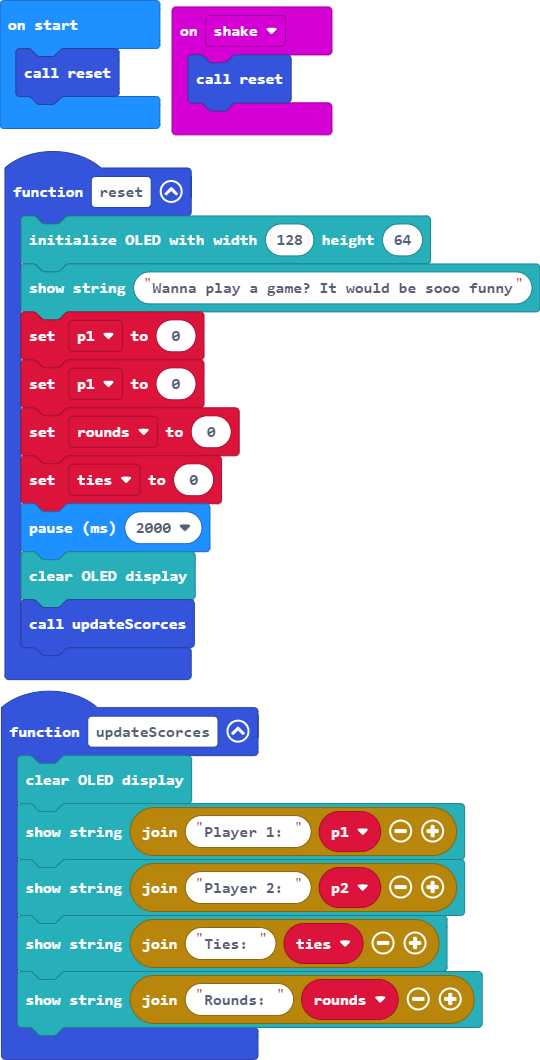 on start
call reset
on shake
call reset
function reset
initialize OLED with width 128 height 64
show string "Wanna play a game? It would be sooo funny"
set p1 to 0
set p1 to 0
set rounds to 0
set ties to 0
pause (ms) 2000
clear OLED display
call updateScorces
function updateScorces
clear OLED display
show string join "Player 1: " p1
show string join "Player 2: " p2
show string join "Ties: " ties
show string join "Rounds: " rounds